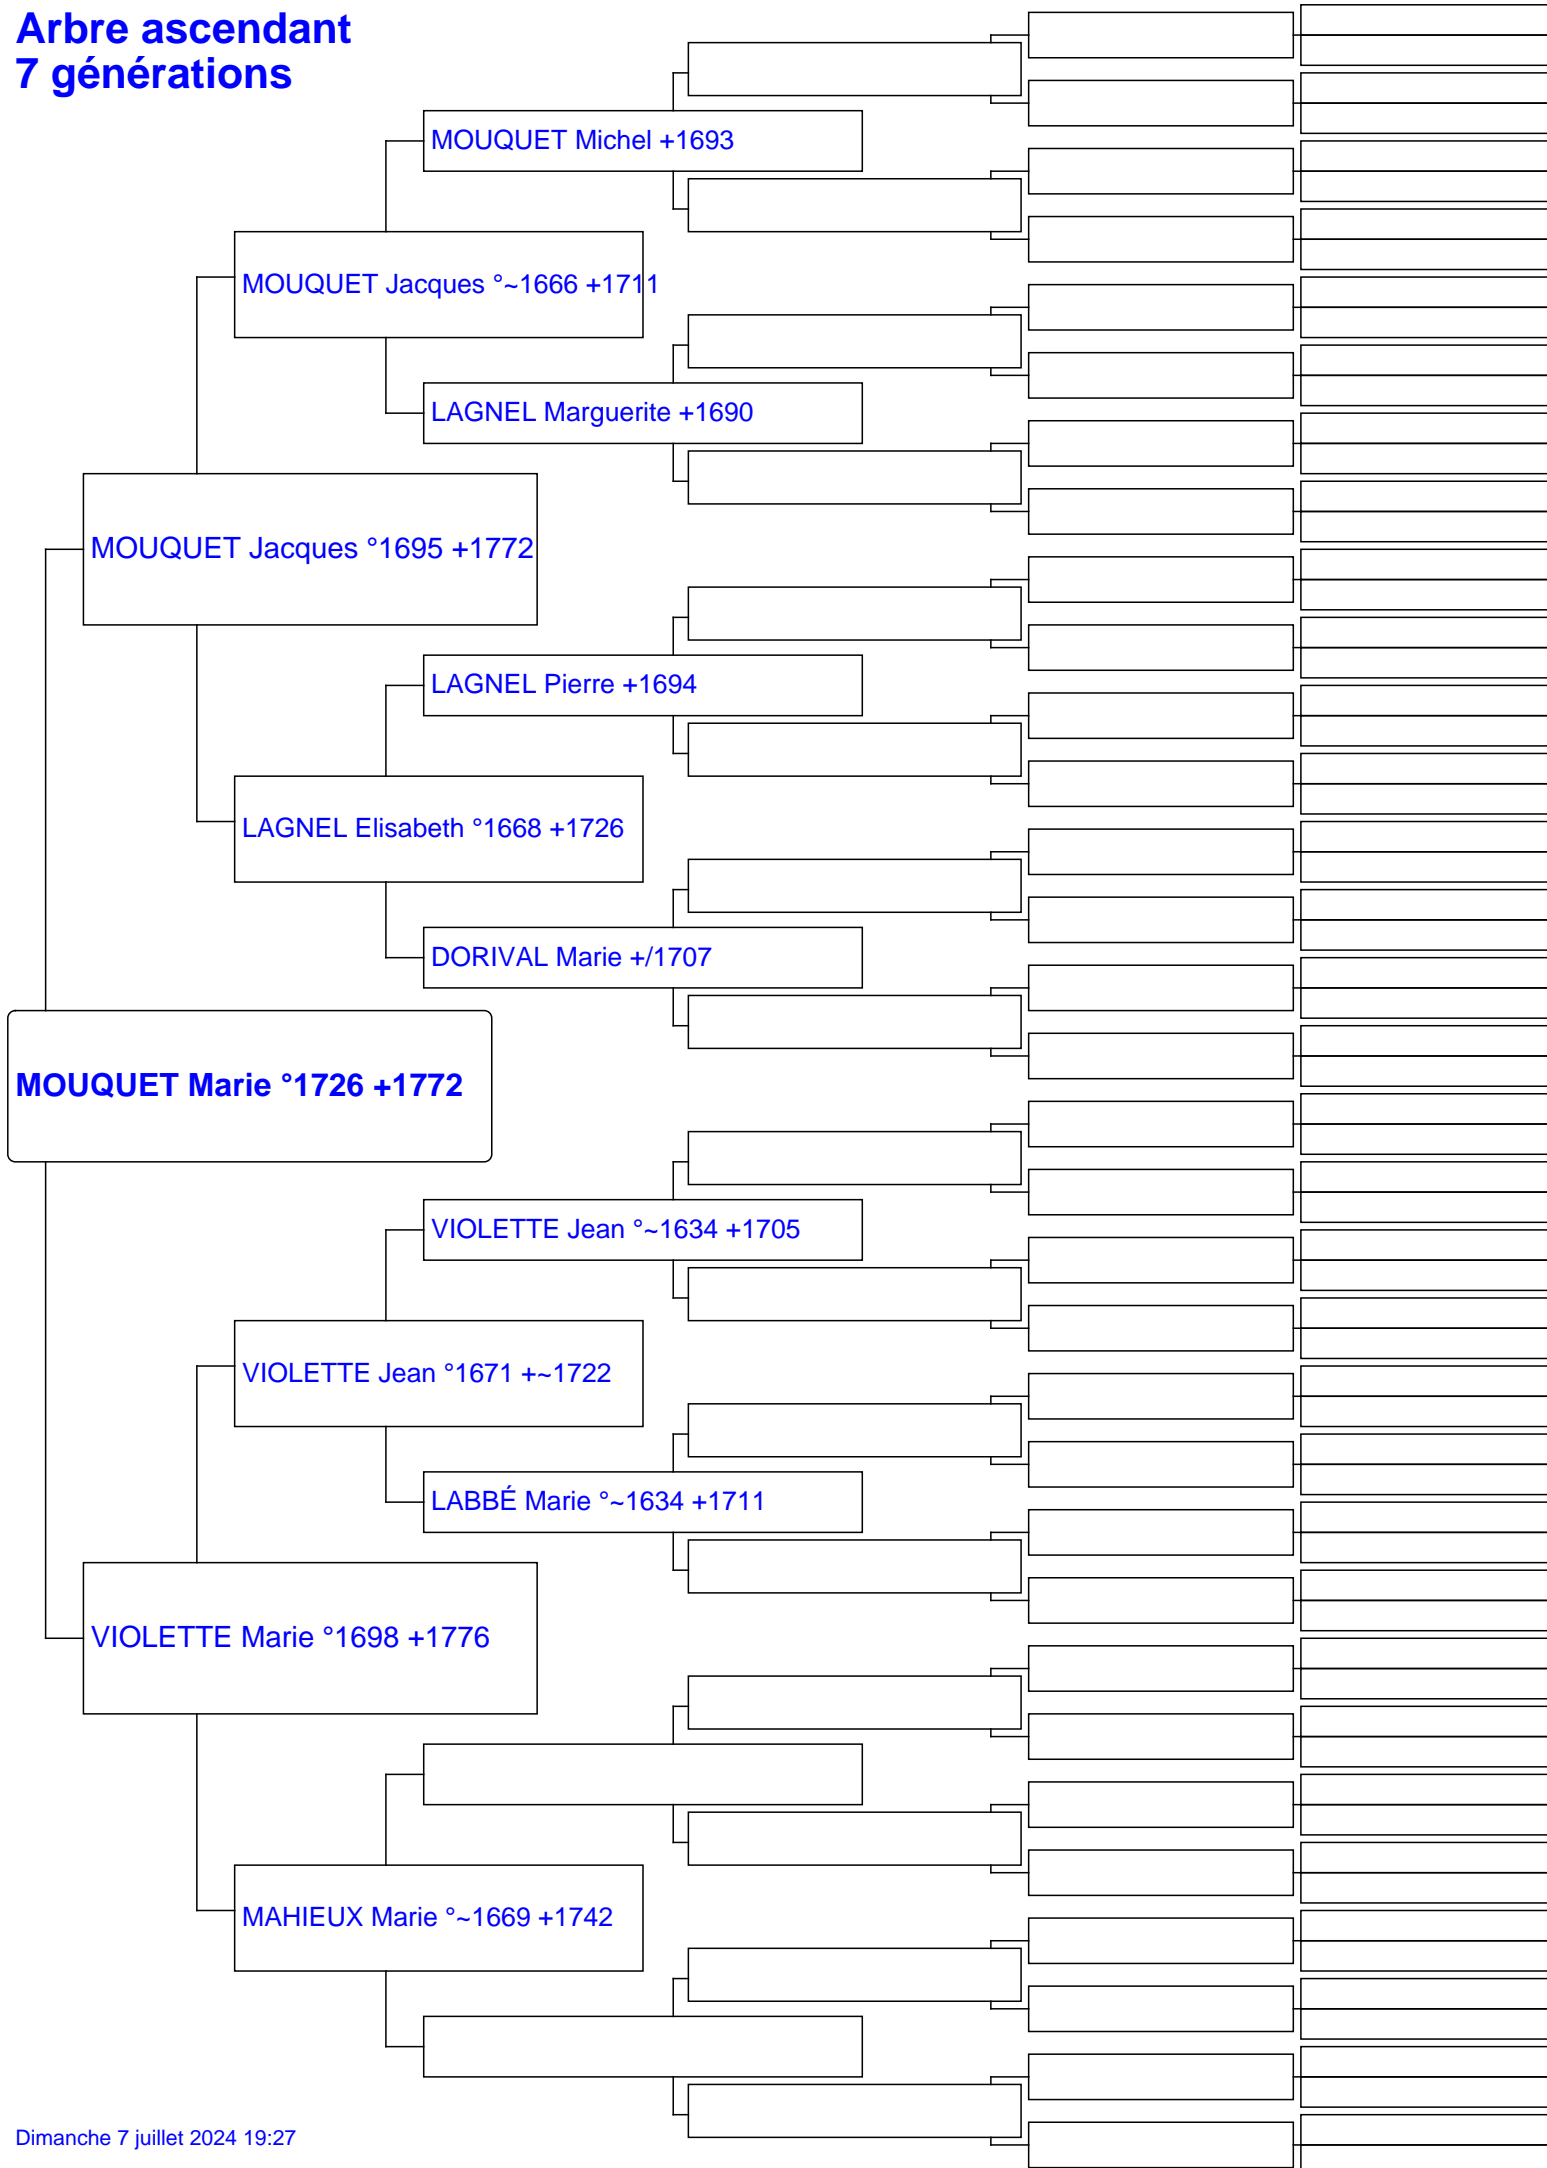 Arbre ascendant
7 générations
MOUQUET Michel +1693
MOUQUET Jacques °~1666 +1711
LAGNEL Marguerite +1690
MOUQUET Jacques °1695 +1772
LAGNEL Pierre +1694
LAGNEL Elisabeth °1668 +1726
DORIVAL Marie +/1707
MOUQUET Marie °1726 +1772
VIOLETTE Jean °~1634 +1705
VIOLETTE Jean °1671 +~1722
LABBÉ Marie °~1634 +1711
VIOLETTE Marie °1698 +1776
MAHIEUX Marie °~1669 +1742
Dimanche 7 juillet 2024 19:27